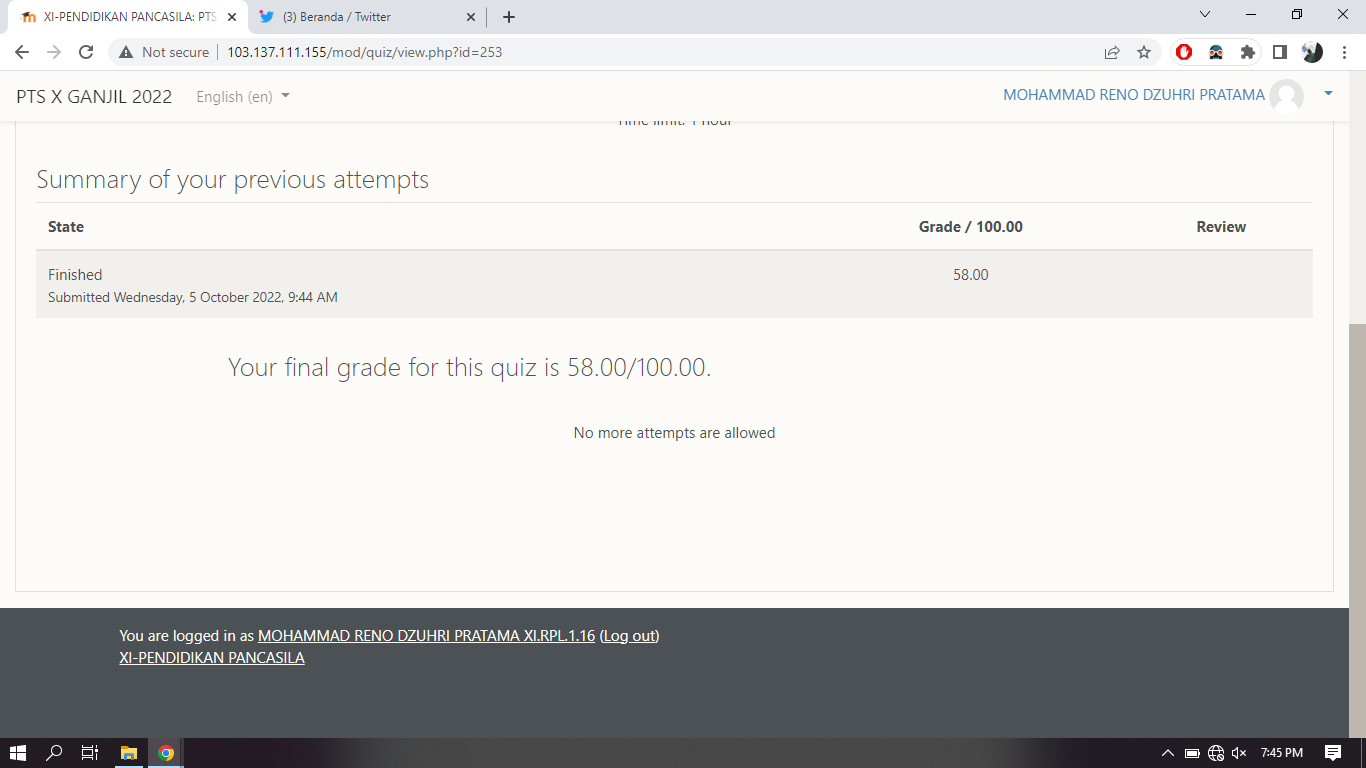 XI-PENDIDIKAN PANCASILA: PTS
(3) Beranda / Twitter
Not secure
103.137.111.155/mod/quiz/view.php?id=253
PTS X GANJIL 2022
English (en)
MOHAMMAD RENO DZUHRI PRATAMA
Time limit: 1 hour
Summary of your previous attempts
State Grade / 100.00 Review
Finished 58.00
Submitted Wednesday, 5 October 2022, 9:44 AM
Your final grade for this quiz is 58.00/100.00.
No more attempts are allowed
You are logged in as MOHAMMAD RENO DZUHRI PRATAMA XI.RPL.1.16 (Log out)
XI-PENDIDIKAN PANCASILA
7:45 PM